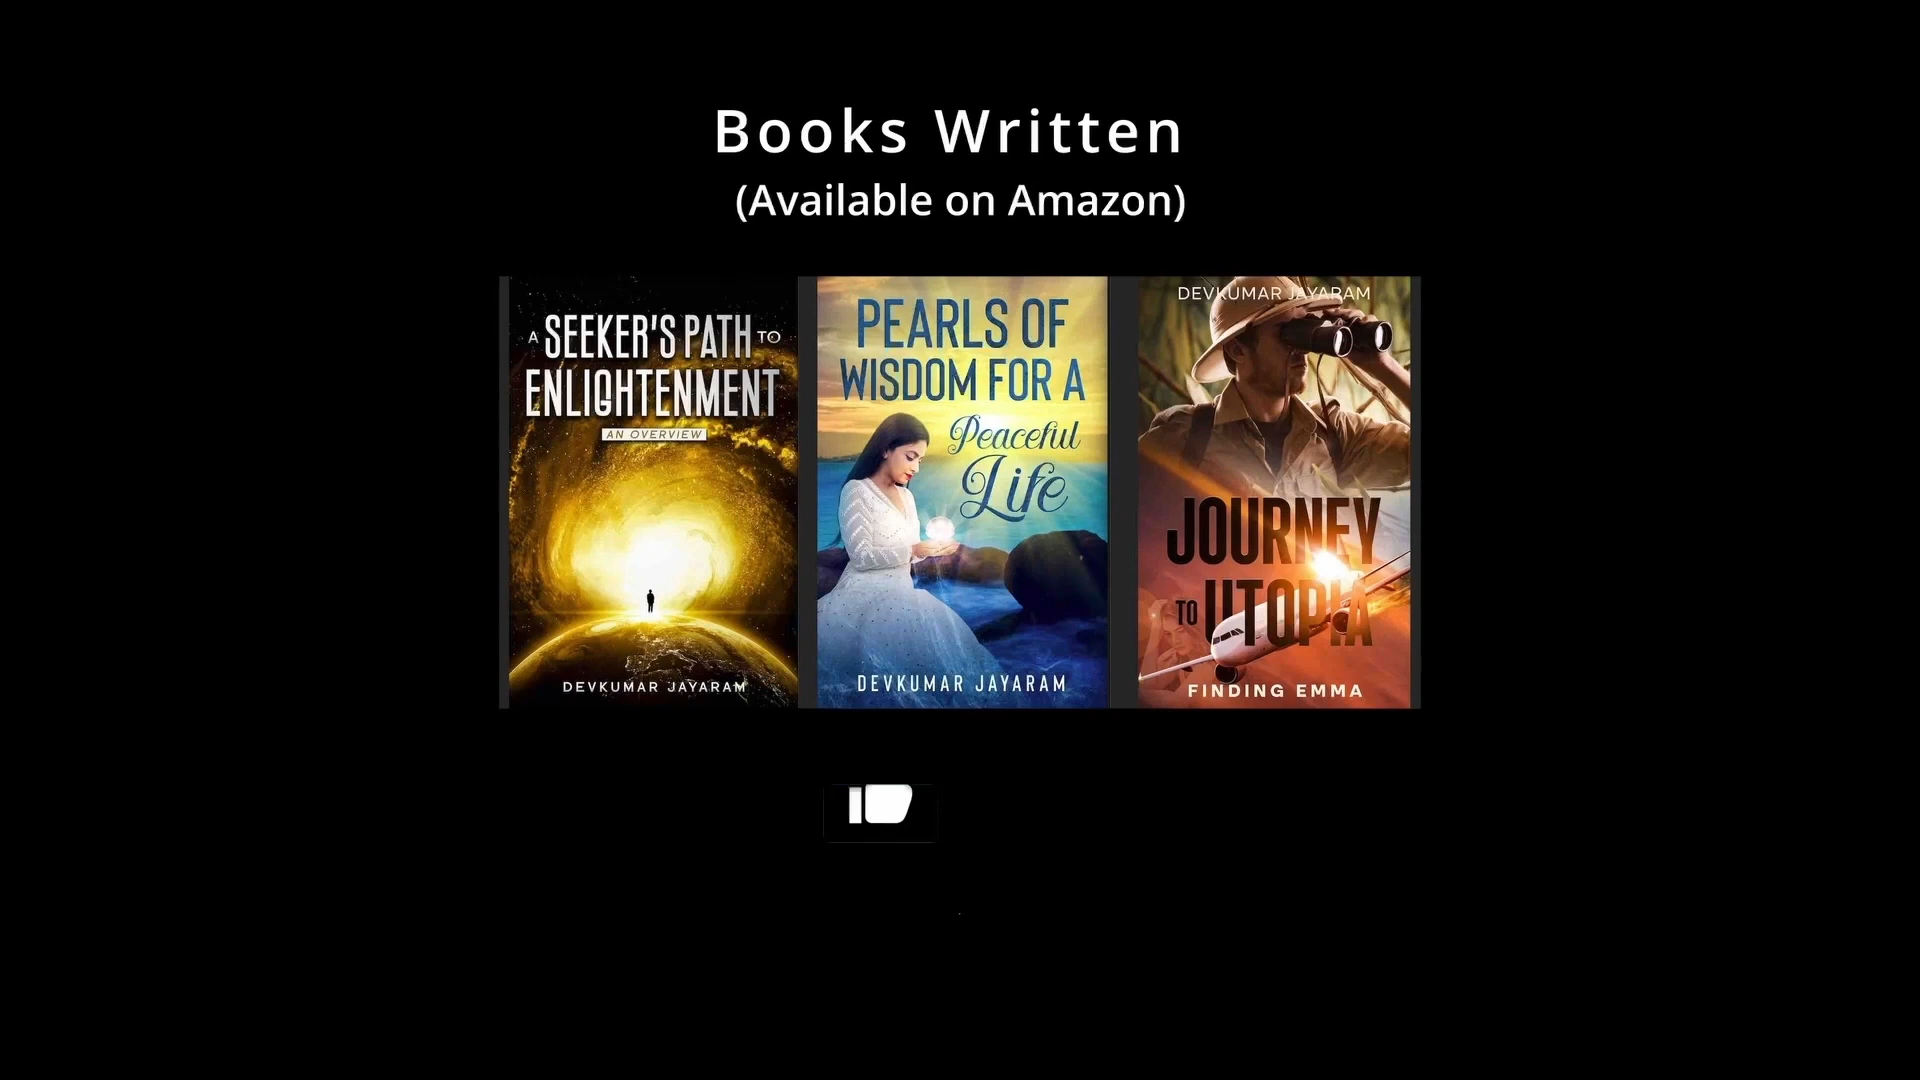 Books Written
(Available on Amazon)
A SEEKER'S PATH TO
ENLIGHTENMENT
AN OVERVIEW
DEVKUMAR JAYARAM
PEARLS OF
WISDOM FOR A
Peaceful
Life
DEVKUMAR JAYARAM
DEVKUMAR JAYARAM
JOURNEY
TO UTOPIA
FINDING EMMA